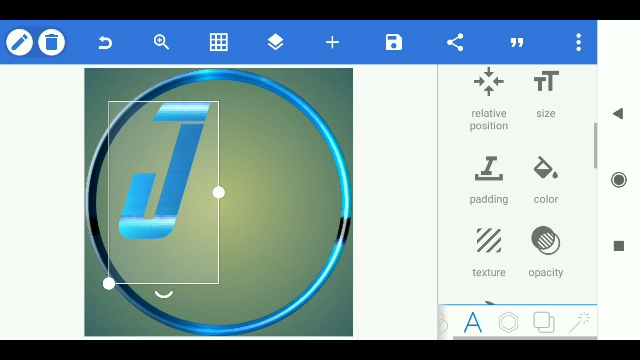 J
relative
position
size
padding
color
texture
opacity